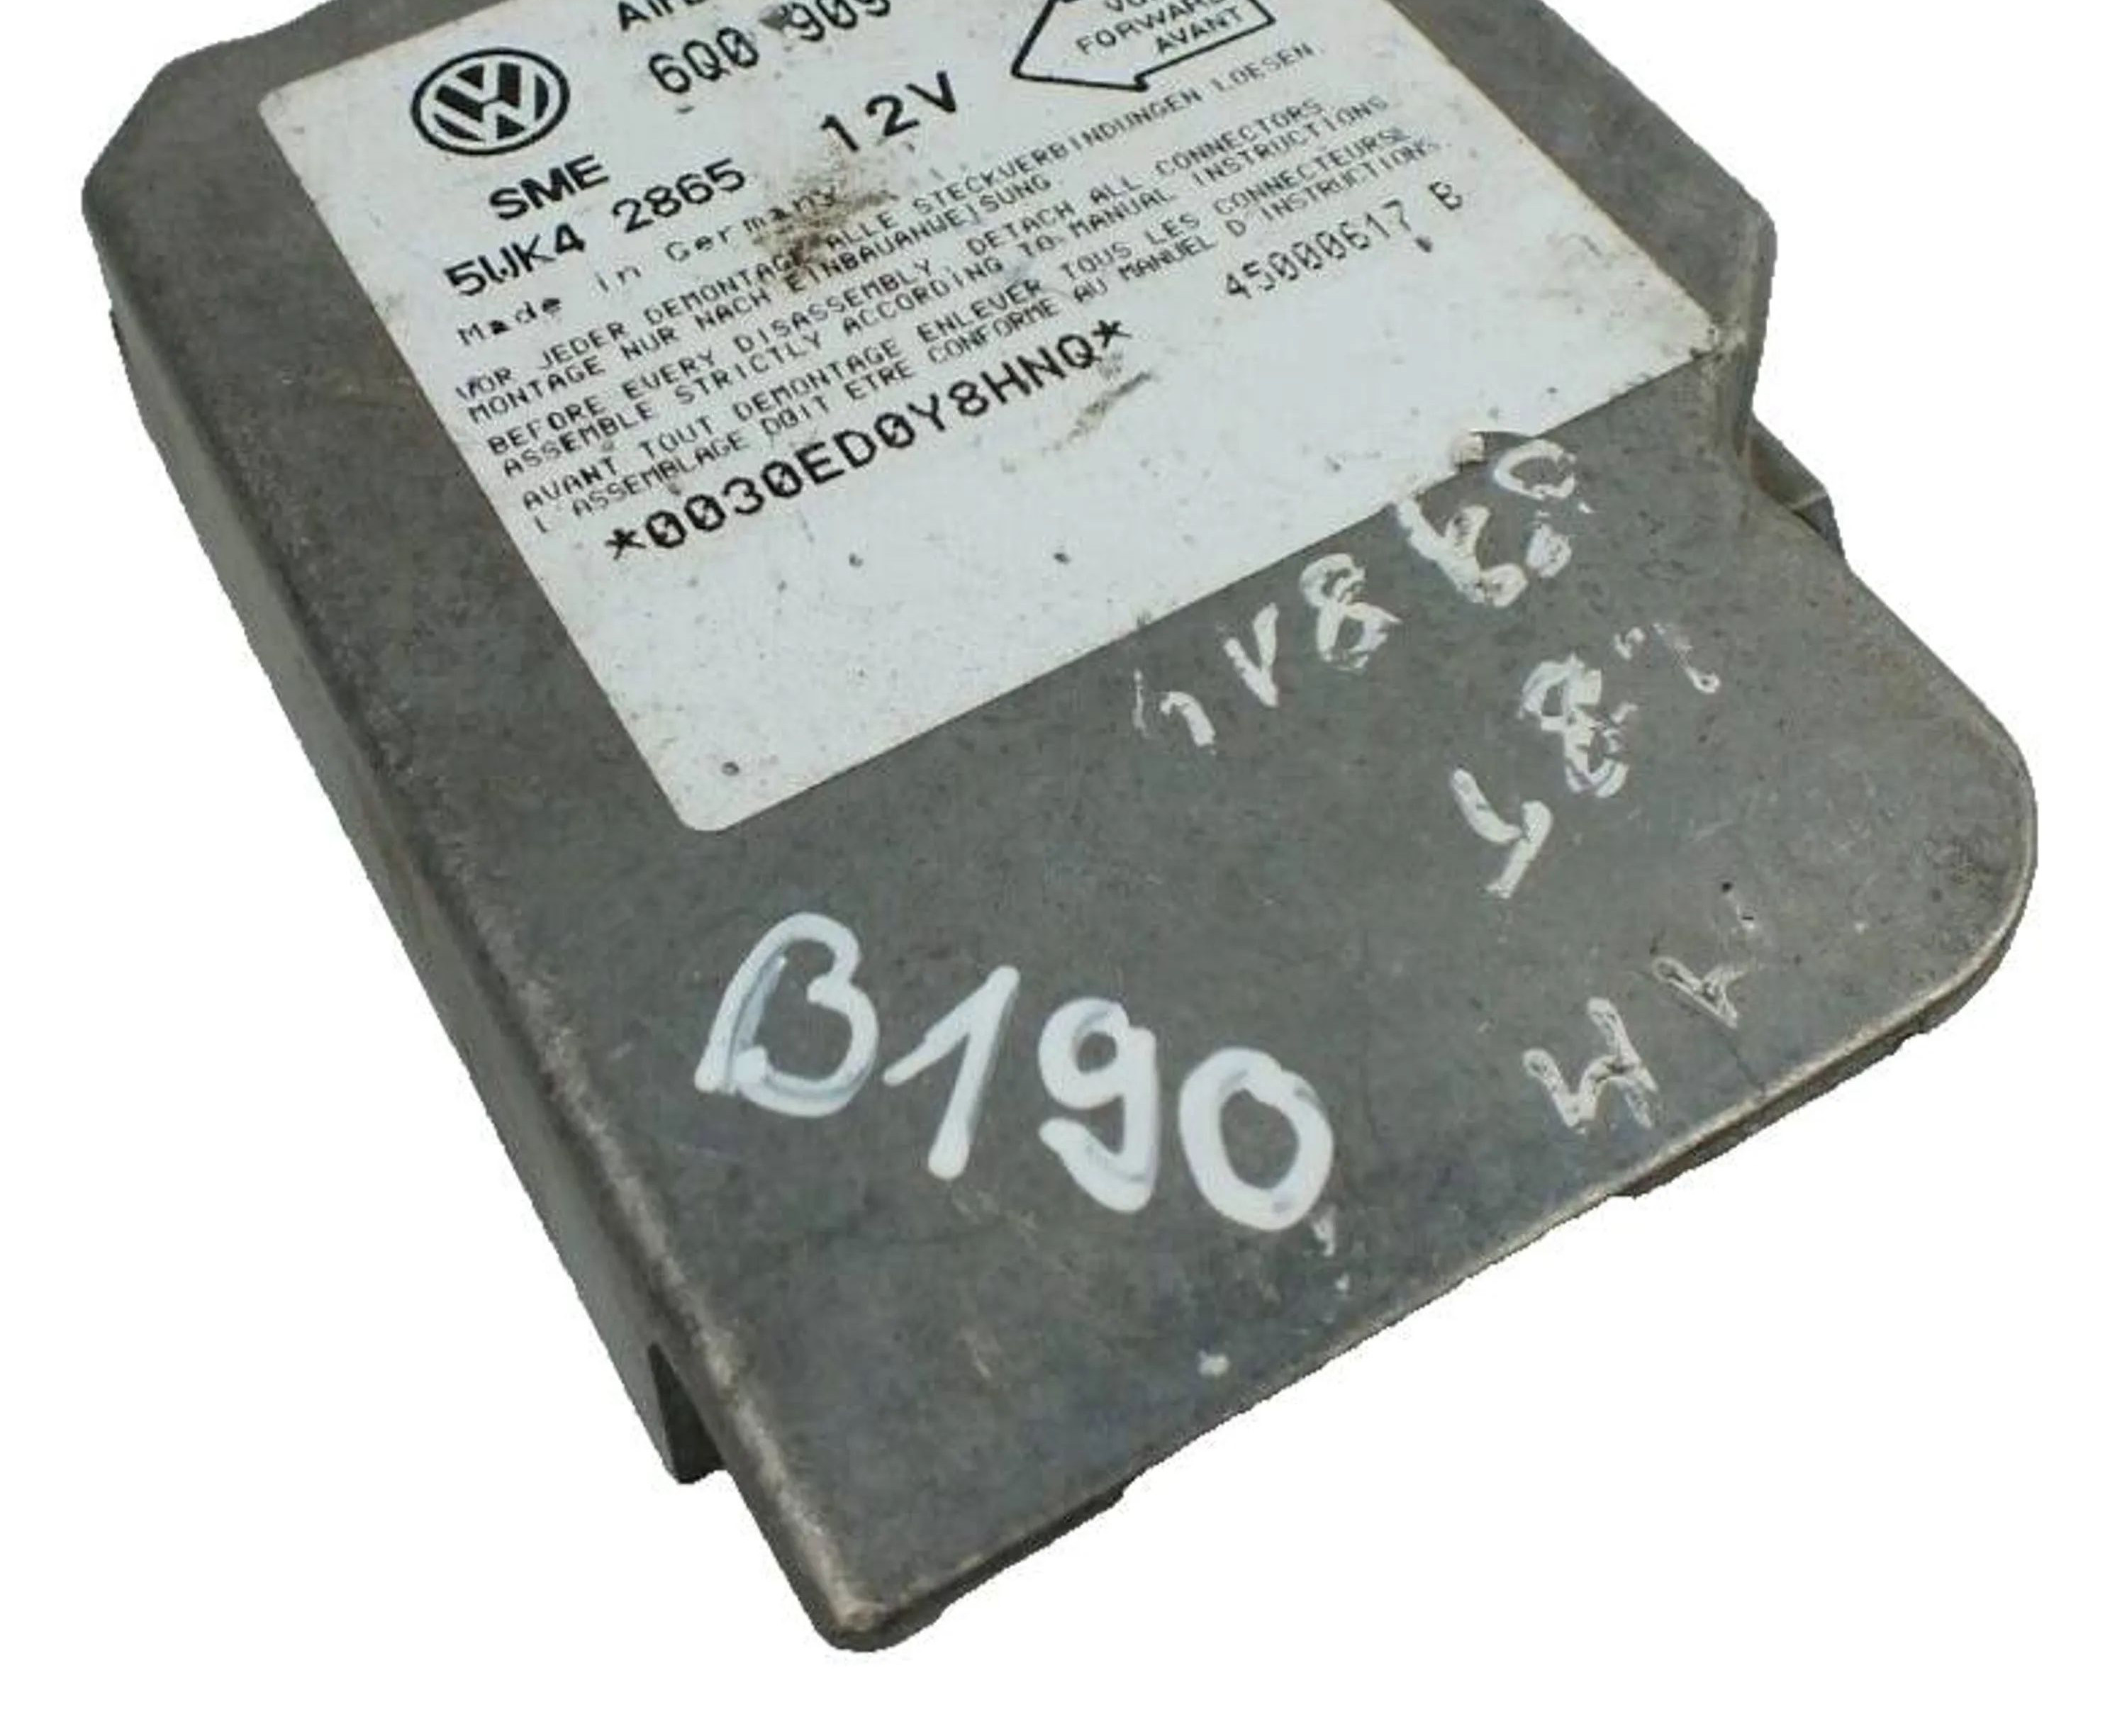 6Q0 909
FORWARD
AVANT
SME
12V
5WK4 2865
Made in Germany
VOR JEDER DEMONTAGE ALLE STECKVERBINDUNGEN LOESEN.
MONTAGE NUR NACH EINBAUANWEISUNG
BEFORE EVERY DISASSEMBLY, DETACH ALL CONNECTORS.
ASSEMBLE STRICTLY ACCORDING TO MANUAL INSTRUCTIONS.
AVANT TOUT DEMONTAGE ENLEVER TOUS LES CONNECTEURS.
L'ASSEMBLAGE DOIT ETRE CONFORME AU MANUEL D'INSTRUCTIONS.
45000617 B
*0030ED0Y8HNQ*
B190